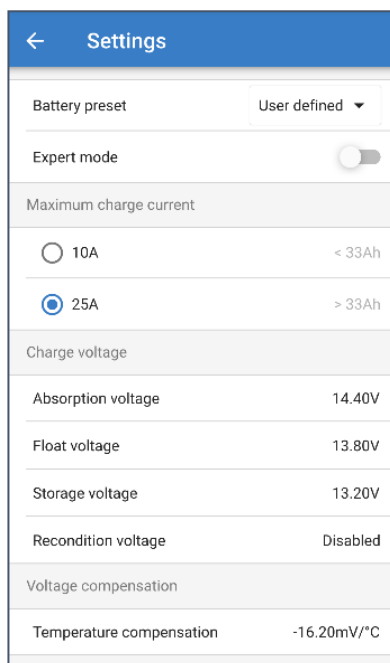 Settings
Battery preset User defined
Expert mode
Maximum charge current
10A < 33Ah
25A > 33Ah
Charge voltage
Absorption voltage 14.40V
Float voltage 13.80V
Storage voltage 13.20V
Recondition voltage Disabled
Voltage compensation
Temperature compensation -16.20mV/°C